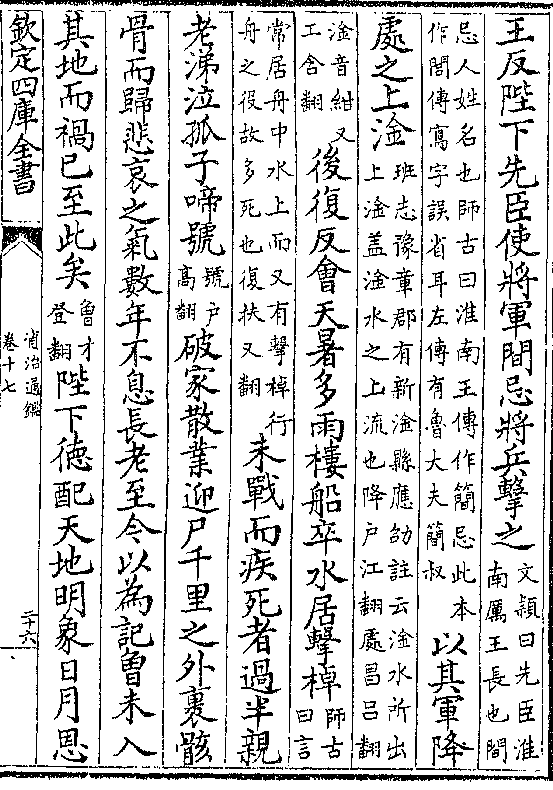 王反陛下先臣使將軍間忌將兵擊之文頴曰先臣淮南厲王長也間
忌人姓名也師古曰淮南王傳作簡忌此本作間傳寫字誤省耳左傳有魯大夫簡叔以其軍降
處之上淦班志豫章郡有新淦縣應劭註云淦水所出上淦盖淦水之上流也降户江翻處昌吕翻
淦音紺又工含翻後復反會天暑多雨樓船卒水居擊棹師古曰言
常居舟中水上而又有擊棹行舟之役故多死也復扶又翻未戰而疾死者過半親
老涕泣孤子啼號號户髙翻破家散業迎尸千里之外裹骸
骨而歸悲哀之氣數年不息長老至今以為記曾未入
其地而禍已至此矣曾才登翻陛下徳配天地明象日月恩
欽定四庫全書
資治通鑑
卷十七
二十六